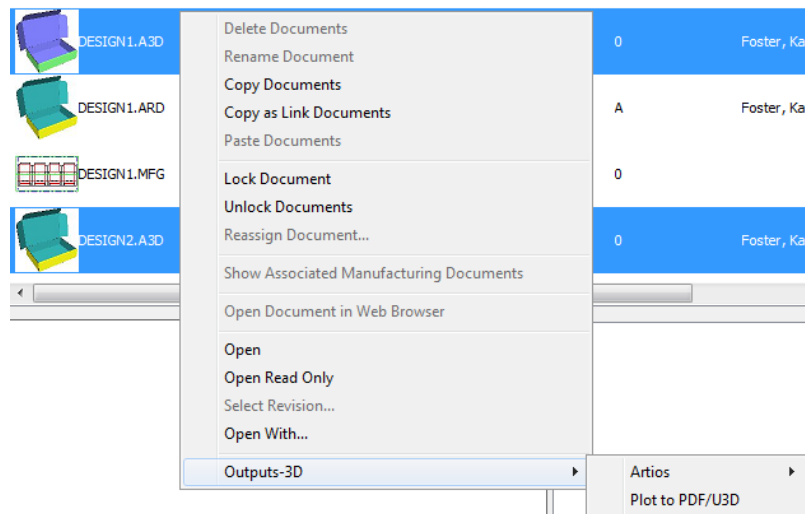 DESIGN1.A3D 0 Foster, Ka
DESIGN1.ARD A Foster, Ka
DESIGN1.MFG 0
DESIGN2.A3D 0 Foster, Ka
Delete Documents
Rename Document
Copy Documents
Copy as Link Documents
Paste Documents
Lock Document
Unlock Documents
Reassign Document...
Show Associated Manufacturing Documents
Open Document in Web Browser
Open
Open Read Only
Select Revision...
Open With...
Outputs-3D
Artios
Plot to PDF/U3D